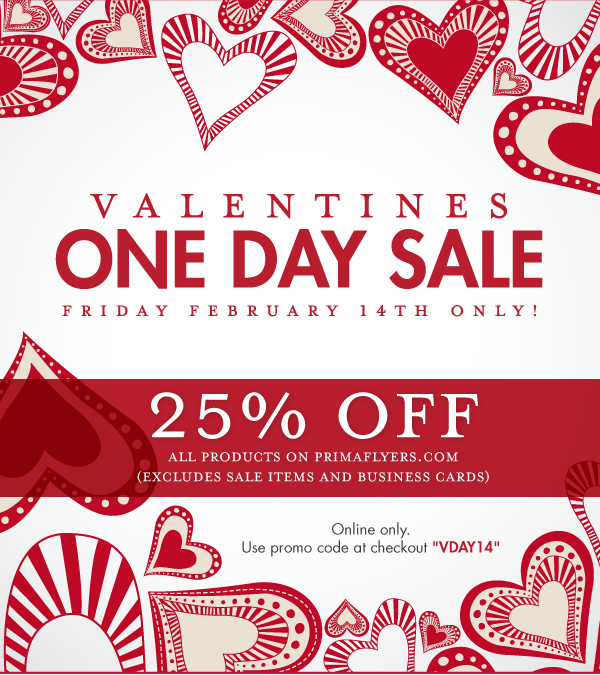 VALENTINES
ONE DAY SALE
FRIDAY FEBRUARY 14TH ONLY!
25% OFF
ALL PRODUCTS ON PRIMAFLYERS.COM
(EXCLUDES SALE ITEMS AND BUSINESS CARDS)
Online only.
Use promo code at checkout "VDAY14"